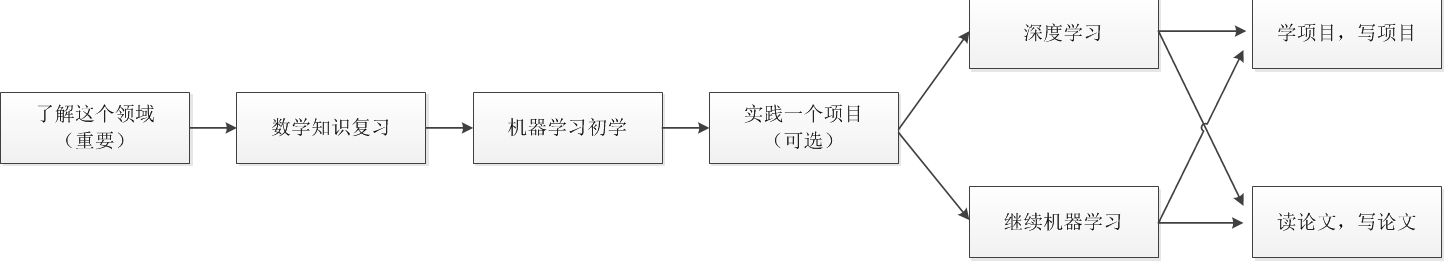 了解这个领域
（重要）
数学知识复习
机器学习初学
实践一个项目
（可选）
深度学习
继续机器学习
学项目，写项目
读论文，写论文